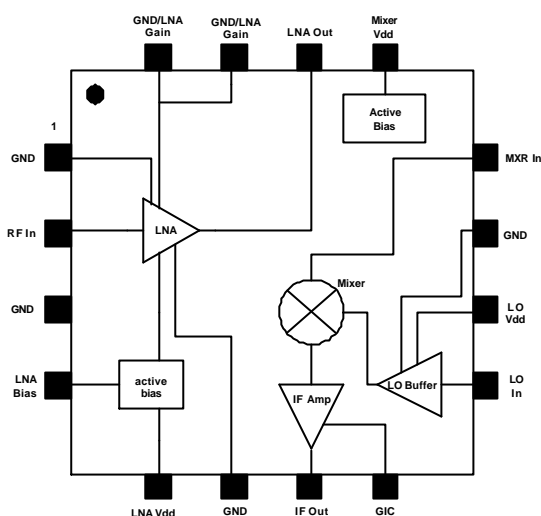 GND/LNA
Gain
GND/LNA
Gain
LNA Out
Mixer
Vdd
Active
Bias
1
GND
MXR In
RF In
LNA
GND
Mixer
GND
LO
Vdd
LNA
Bias
active
bias
IF Amp
LO Buffer
LO
In
LNA Vdd
GND
IF Out
GIC